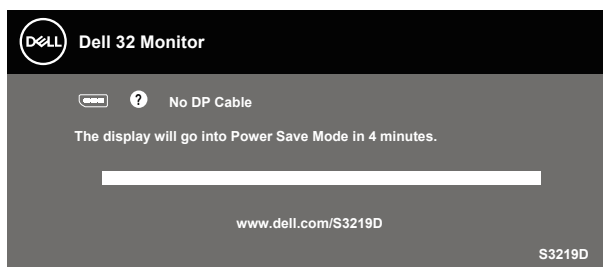 DELL Dell 32 Monitor
? No DP Cable
The display will go into Power Save Mode in 4 minutes.
www.dell.com/S3219D
S3219D